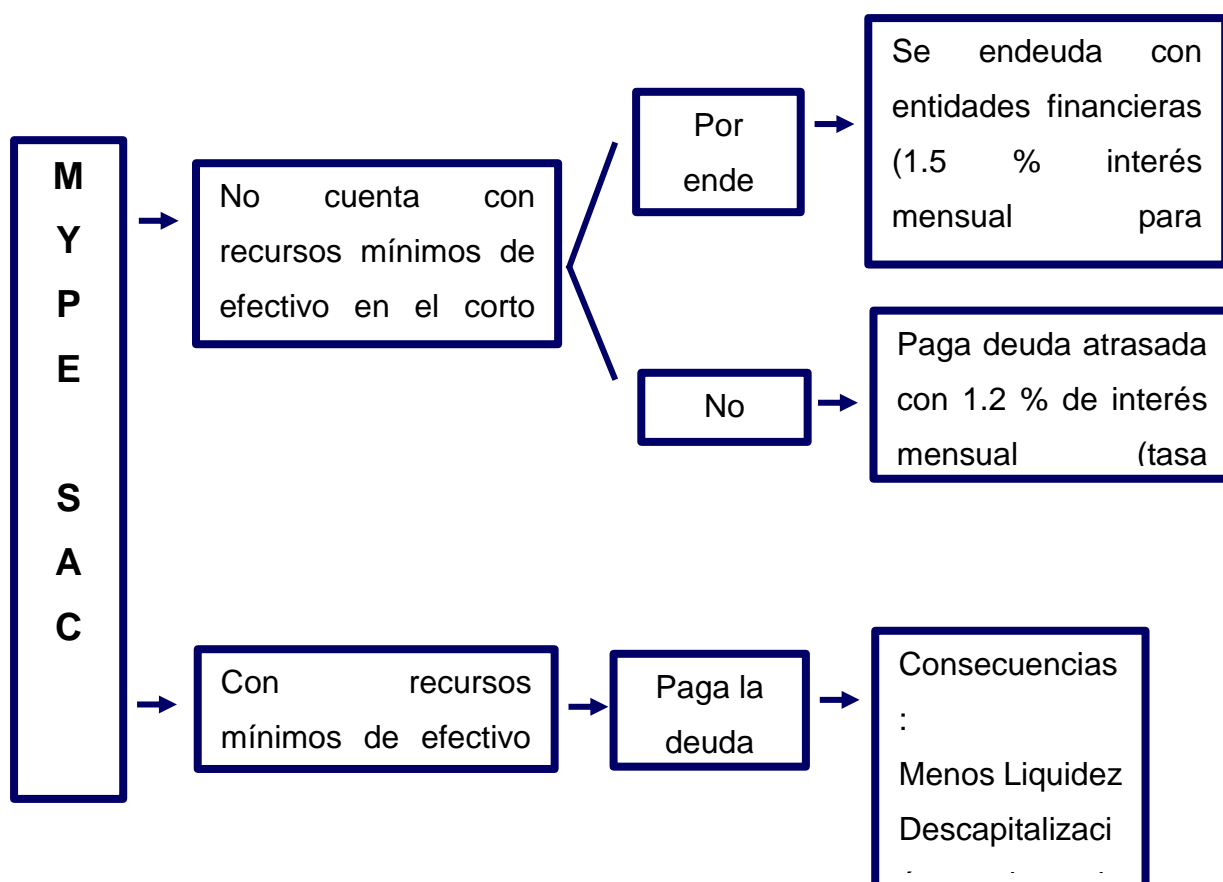 M
Y
P
E
S
A
C
No cuenta con
recursos mínimos de
efectivo en el corto
Por
ende
Se endeuda con
entidades financieras
(1.5 % interés
mensual para
No
Paga deuda atrasada
con 1.2 % de interés
mensual (tasa
Con recursos
mínimos de efectivo
Paga la
deuda
Consecuencias
:
Menos Liquidez
Descapitalizaci